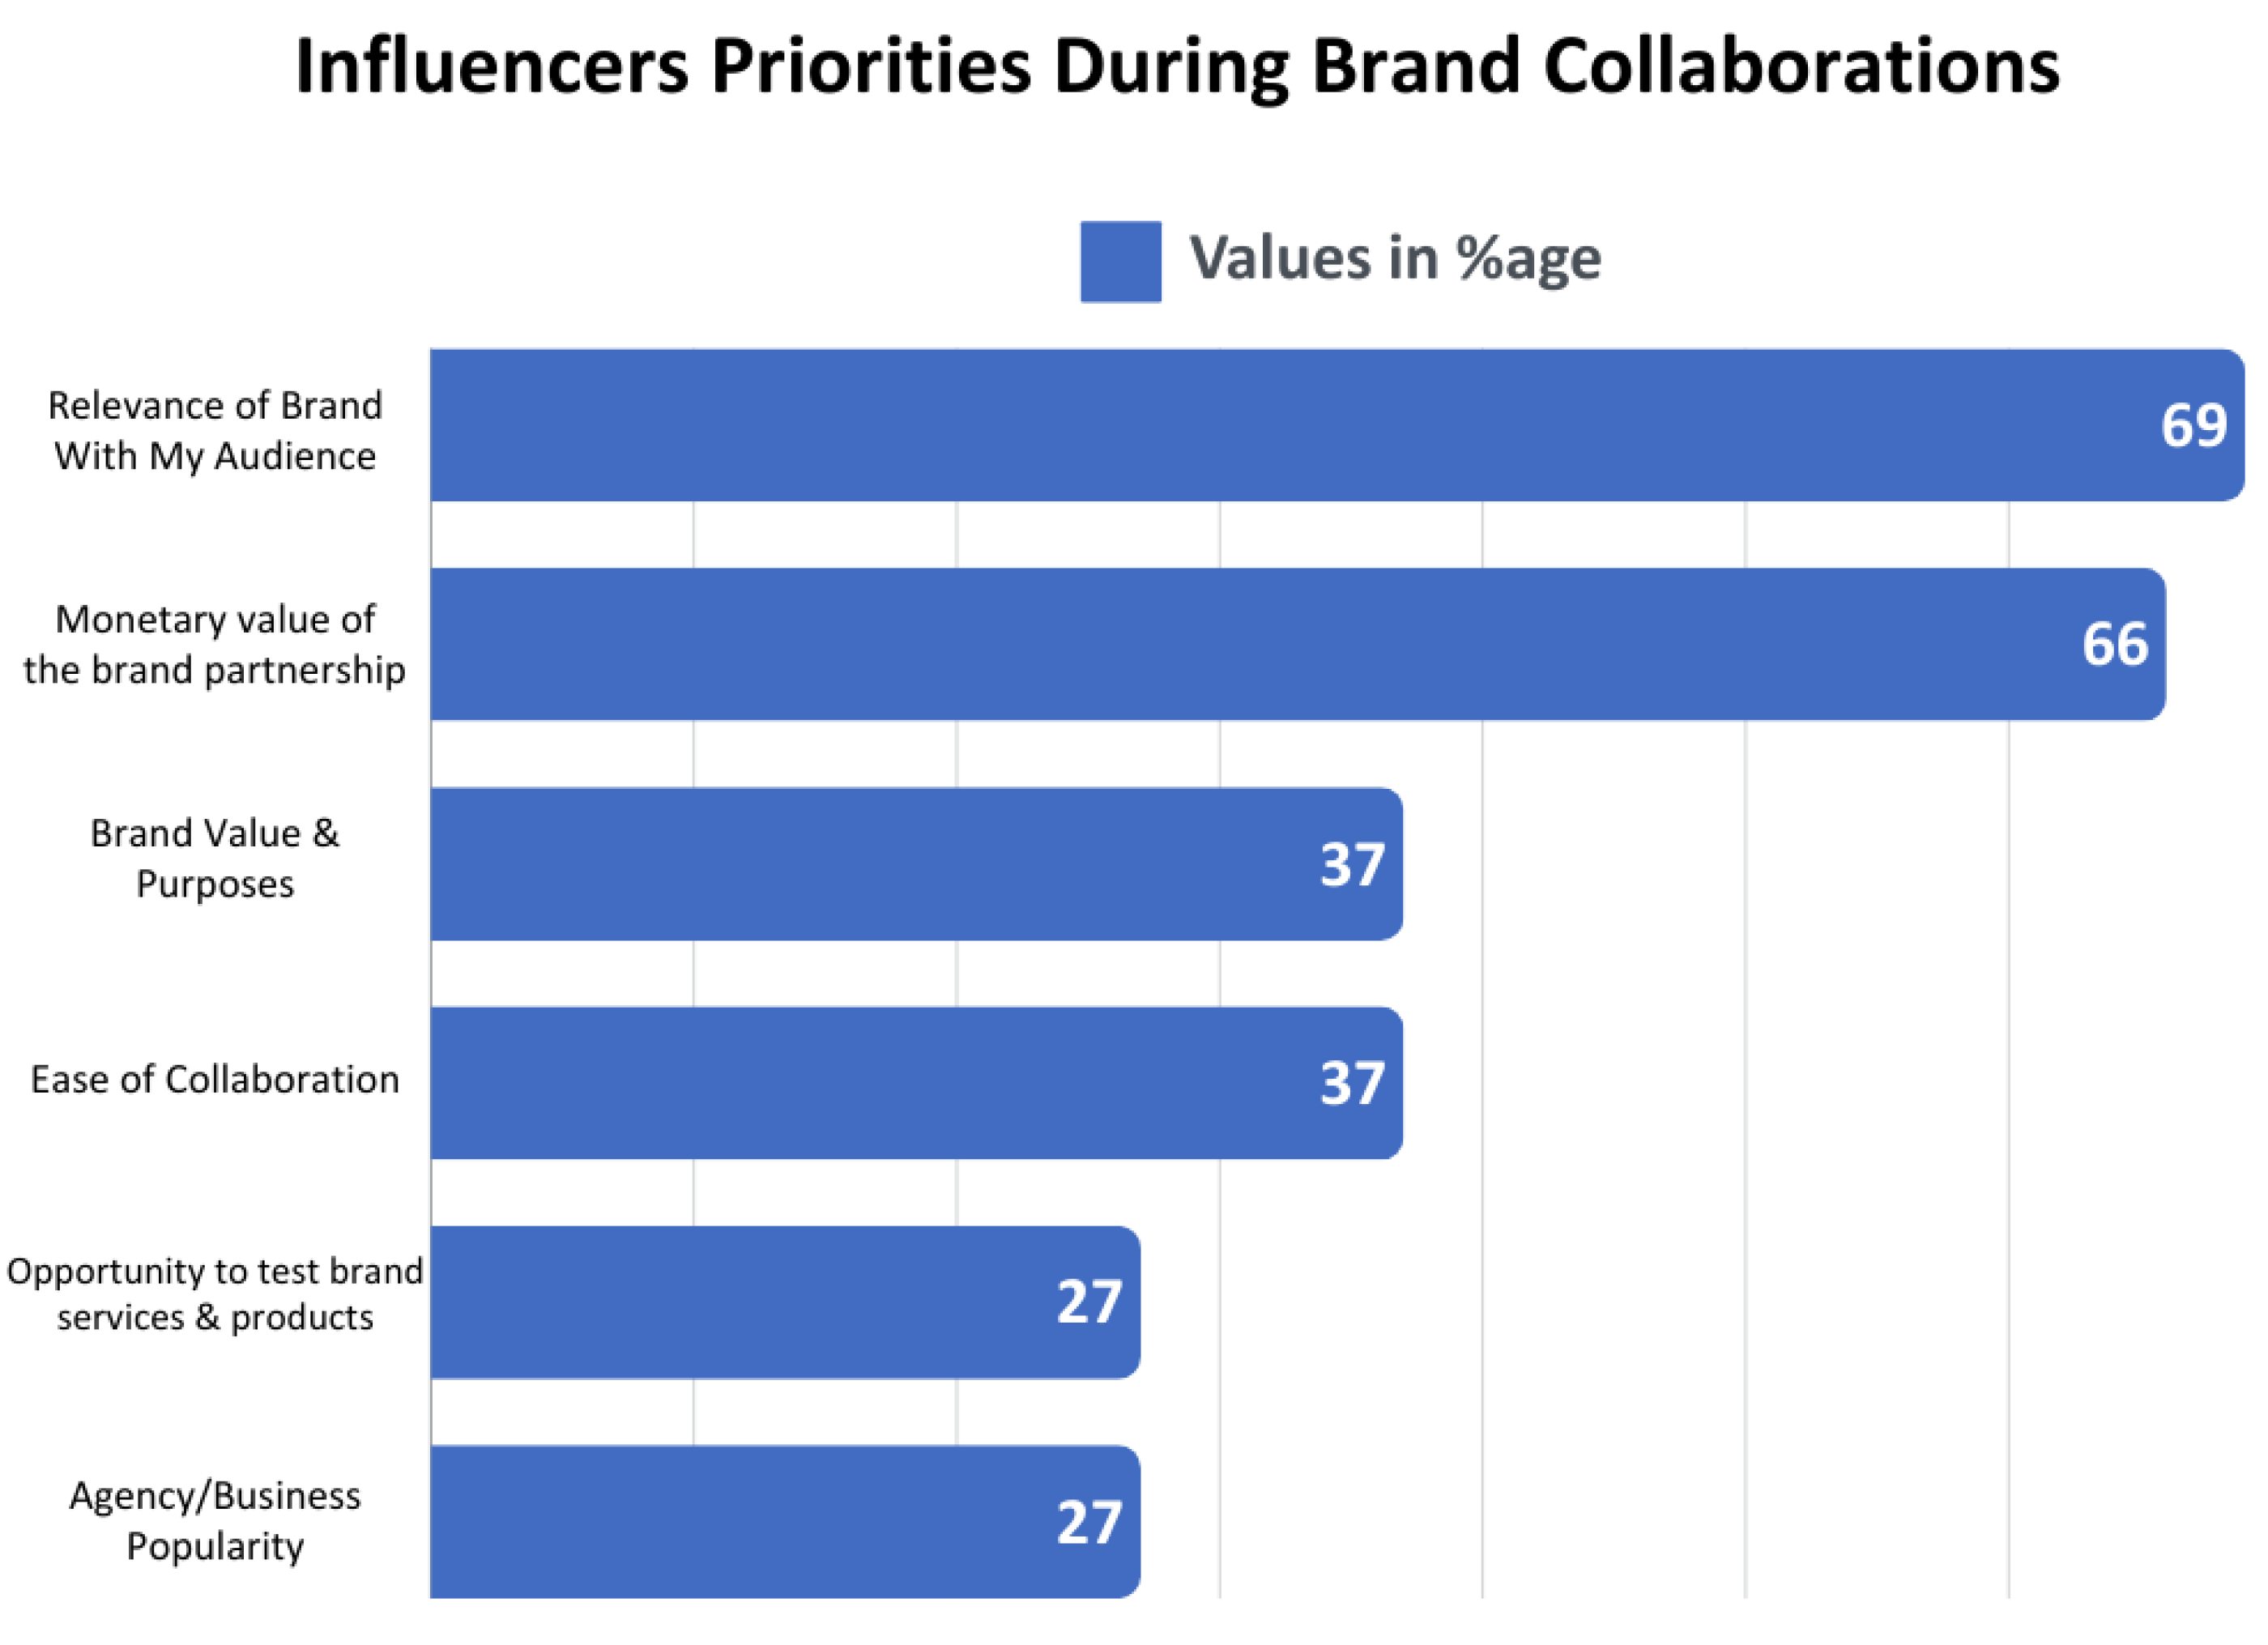 Influencers Priorities During Brand Collaborations
Values in %age
Relevance of Brand
With My Audience
69
Monetary value of
the brand partnership
66
Brand Value &
Purposes
37
Ease of Collaboration
37
Opportunity to test brand
services & products
27
Agency/Business
Popularity
27